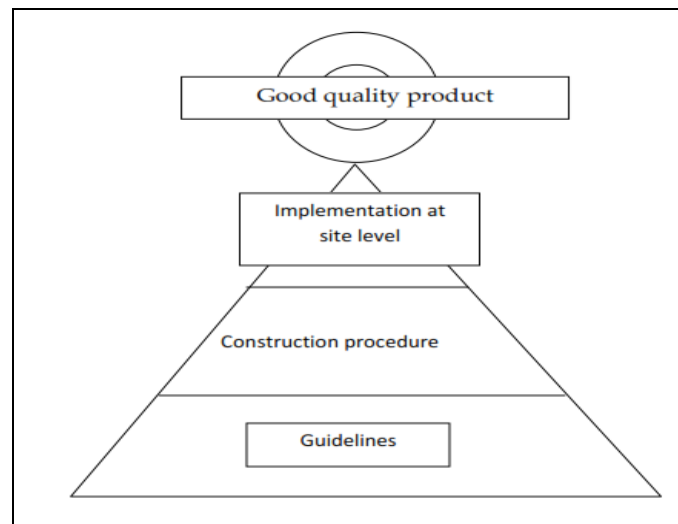 Good quality product
Implementation at
site level
Construction procedure
Guidelines